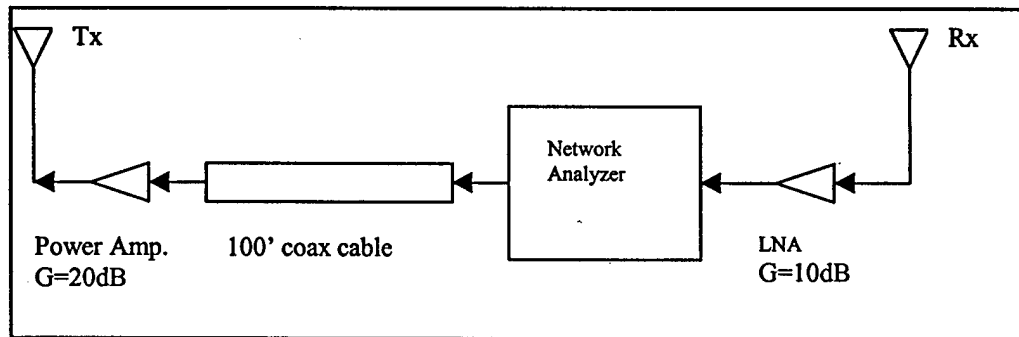 Tx
Rx
Network
Analyzer
Power Amp.
G=20dB
100' coax cable
LNA
G=10dB